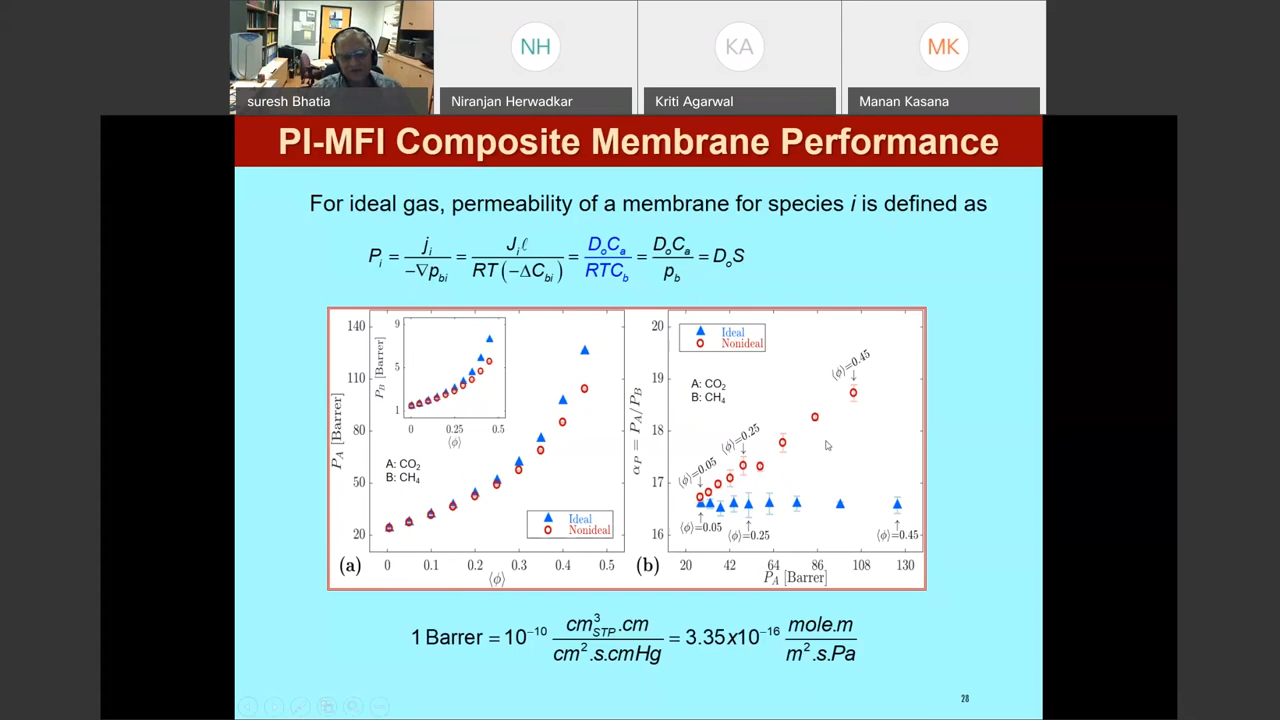 NH
KA
MK
suresh Bhatia
Niranjan Herwadkar
Kriti Agarwal
Manan Kasana
PI-MFI Composite Membrane Performance
For ideal gas, permeability of a membrane for species i is defined as
P_i = j_i / (−∇p_bi) = J_i ℓ / (RT(−ΔC_bi)) = D_oC_a / (RTC_b) = D_oC_a / p_b = D_oS
140
110
80
50
20
P_A [Barrer]
9
5
1
P_B [Barrer]
0 0.25 0.5
⟨ϕ⟩
A: CO₂
B: CH₄
Ideal
Nonideal
(a)
0 0.1 0.2 0.3 0.4 0.5
⟨ϕ⟩
20
19
18
17
16
α_P = P_A/P_B
Ideal
Nonideal
A: CO₂
B: CH₄
⟨ϕ⟩=0.45
⟨ϕ⟩=0.25
⟨ϕ⟩=0.05
⟨ϕ⟩=0.05
⟨ϕ⟩=0.25
⟨ϕ⟩=0.45
(b)
20 42 64 86 108 130
P_A [Barrer]
1 Barrer = 10⁻¹⁰ cm³_STP.cm / cm².s.cmHg = 3.35x10⁻¹⁶ mole.m / m².s.Pa
28